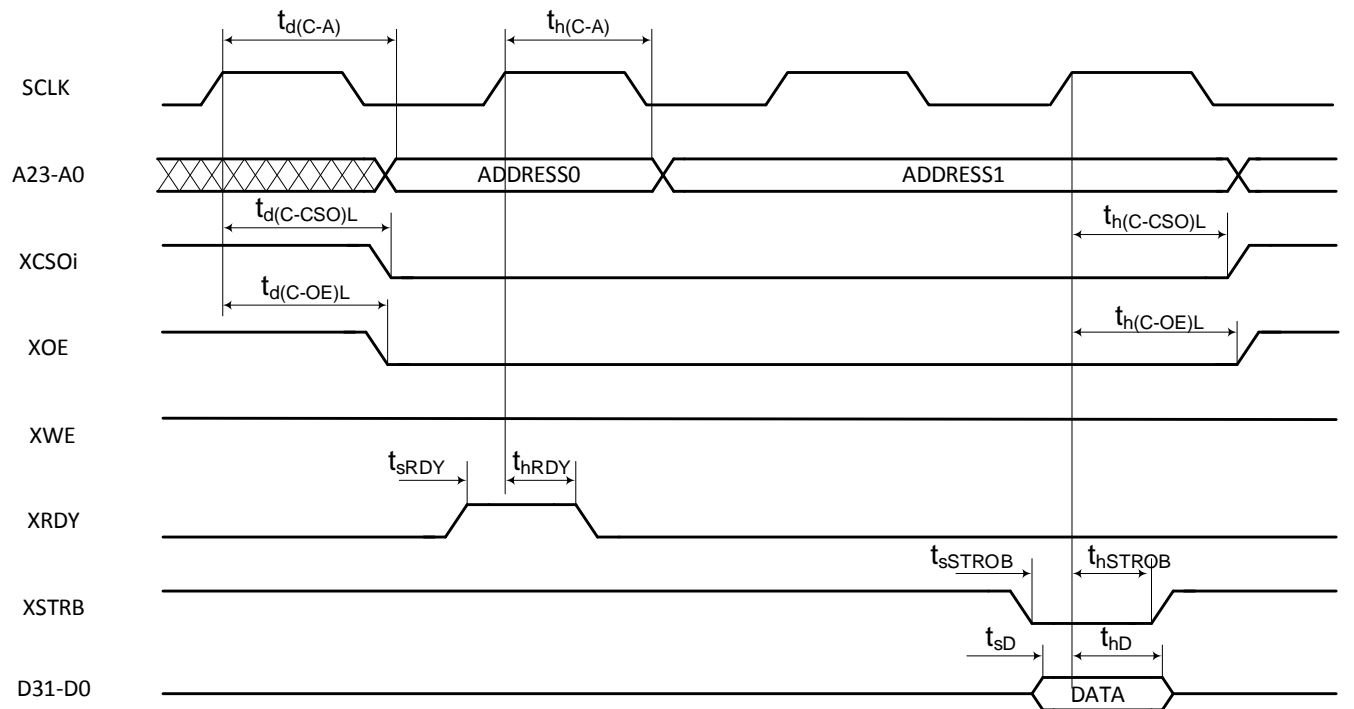 td(C-A) th(C-A)
SCLK
A23-A0 ADDRESS0 ADDRESS1
td(C-CSO)L th(C-CSO)L
XCSOi
td(C-OE)L th(C-OE)L
XOE
XWE
tsRDY thRDY
XRDY
tsSTROB thSTROB
XSTRB
tsD thD
D31-D0 DATA